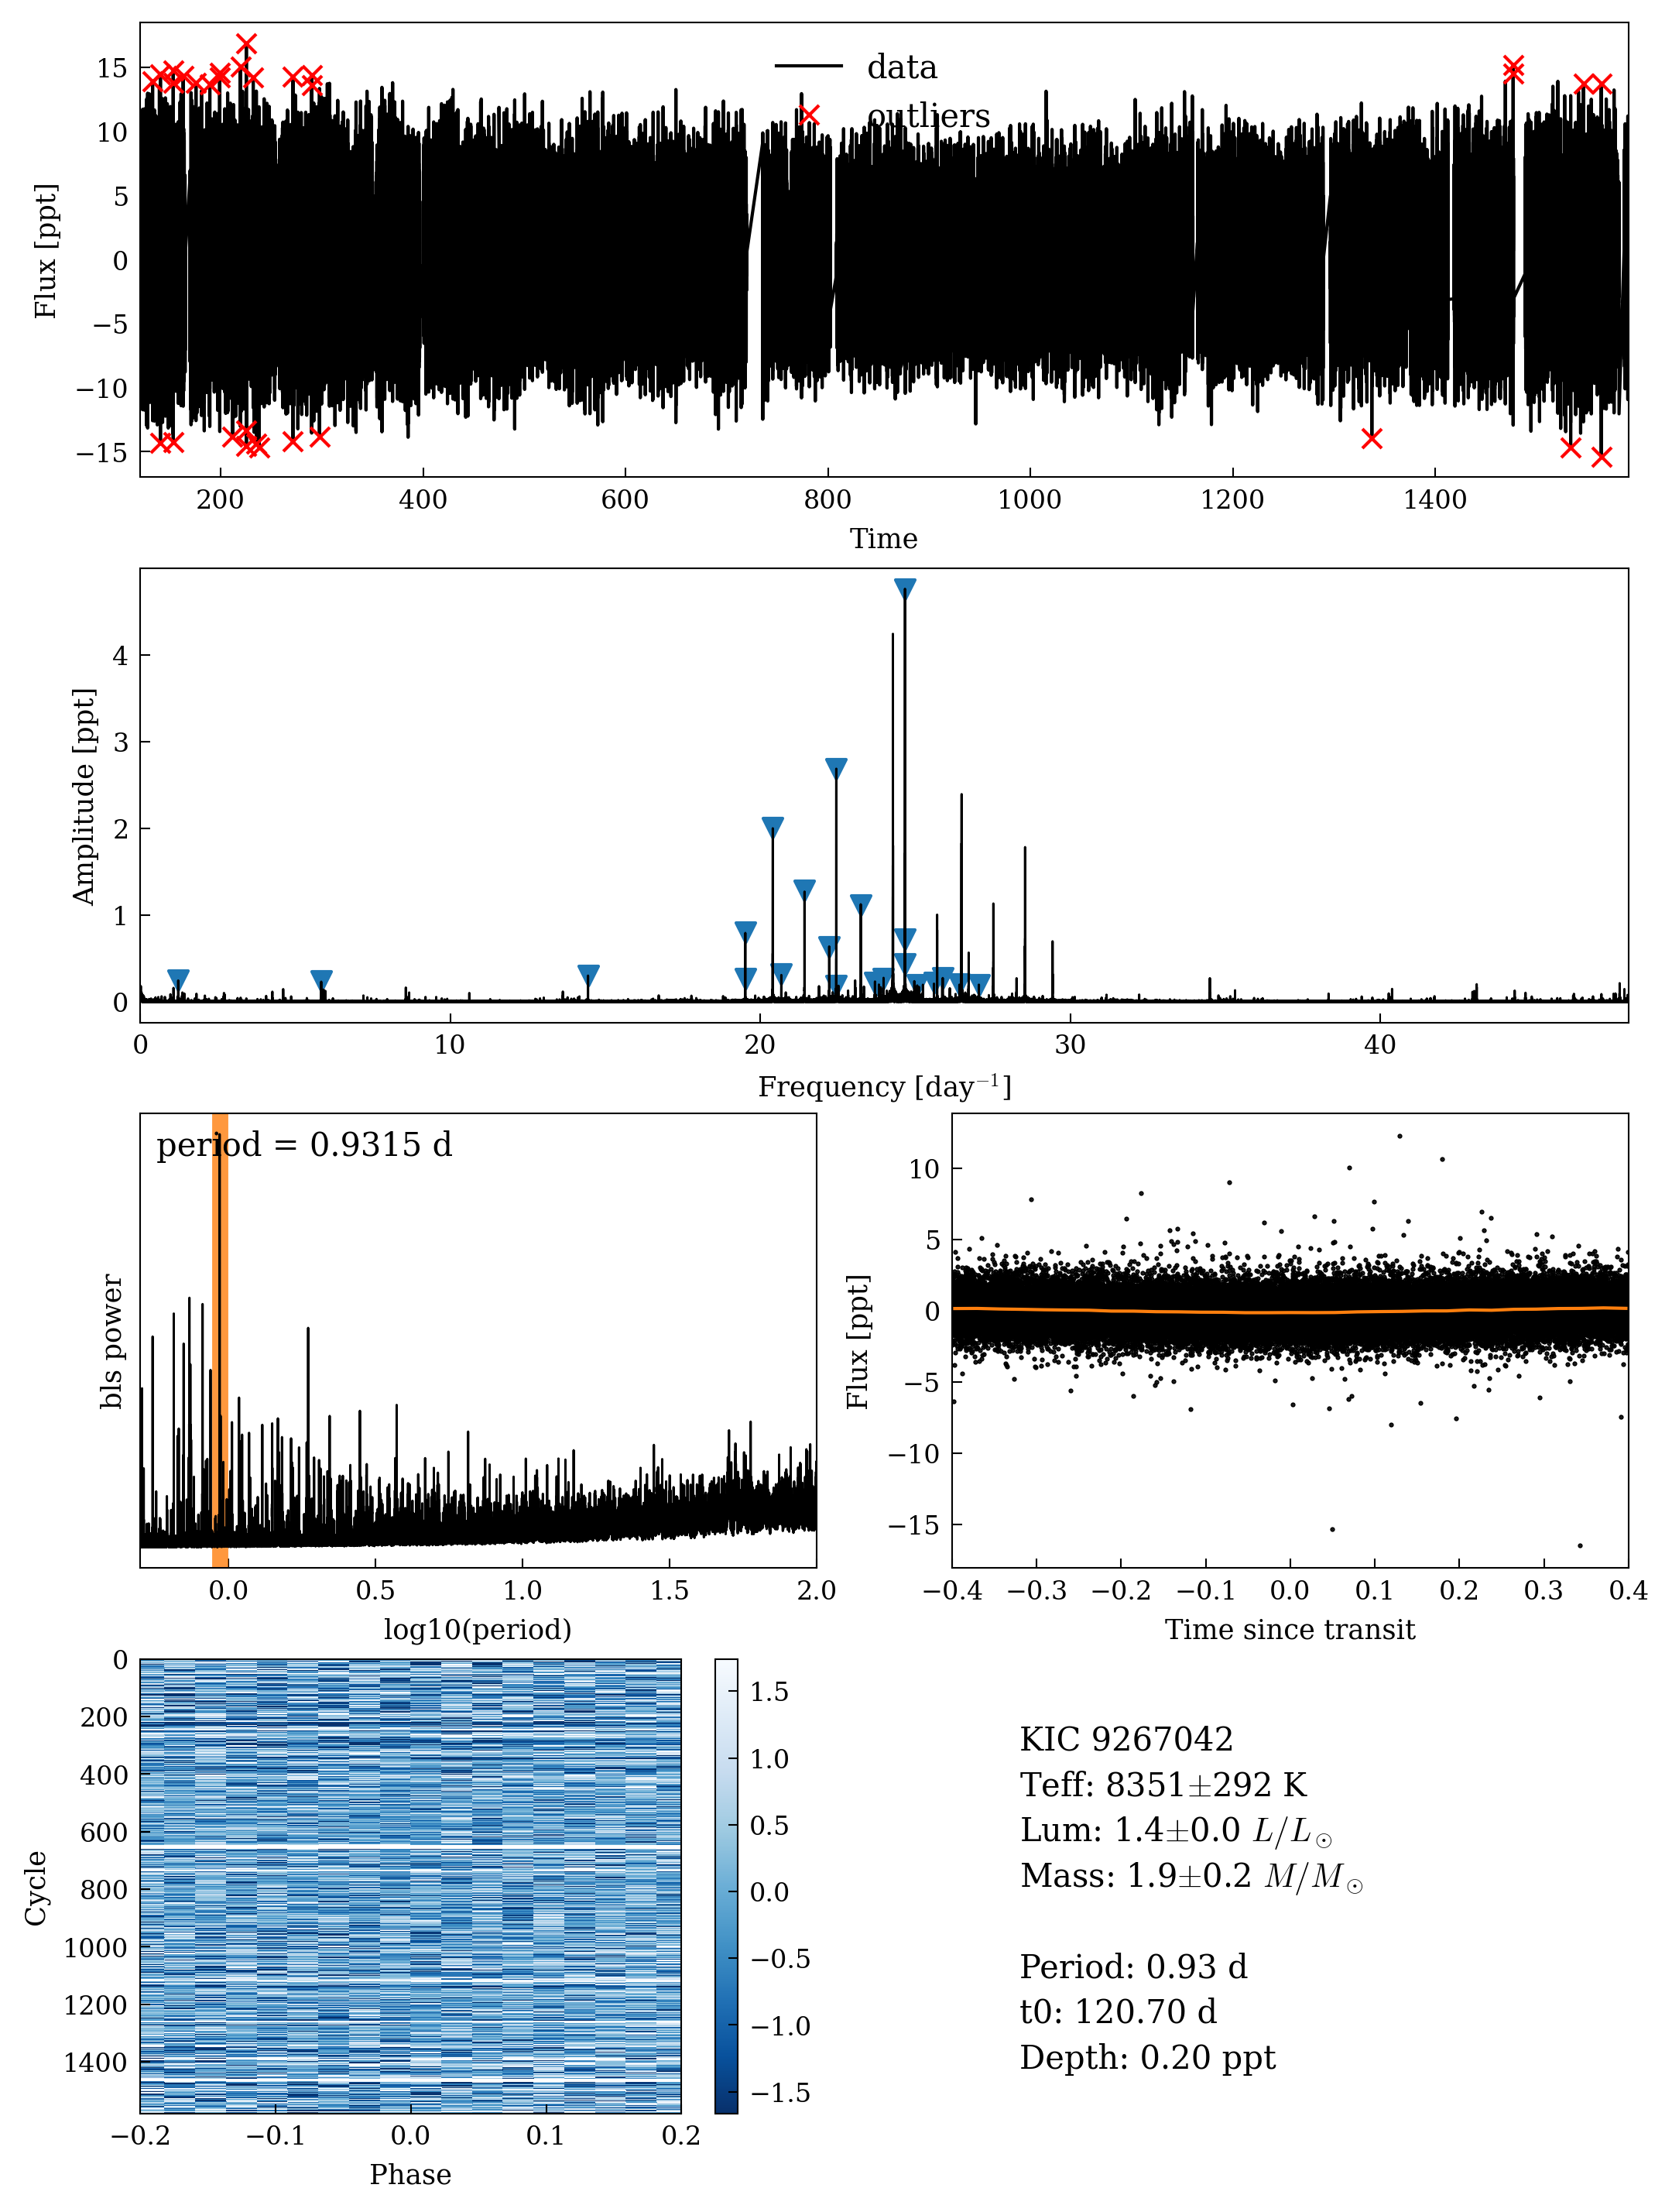 data
outliers
15
10
5
0
−5
−10
−15
Flux [ppt]
200 400 600 800 1000 1200 1400
Time
4
3
2
1
0
Amplitude [ppt]
0 10 20 30 40
Frequency [day⁻¹]
period = 0.9315 d
bls power
0.0 0.5 1.0 1.5 2.0
log10(period)
10
5
0
−5
−10
−15
Flux [ppt]
−0.4 −0.3 −0.2 −0.1 0.0 0.1 0.2 0.3 0.4
Time since transit
0
200
400
600
800
1000
1200
1400
Cycle
−0.2 −0.1 0.0 0.1 0.2
Phase
1.5
1.0
0.5
0.0
−0.5
−1.0
−1.5
KIC 9267042
Teff: 8351±292 K
Lum: 1.4±0.0 L/L☉
Mass: 1.9±0.2 M/M☉
Period: 0.93 d
t0: 120.70 d
Depth: 0.20 ppt